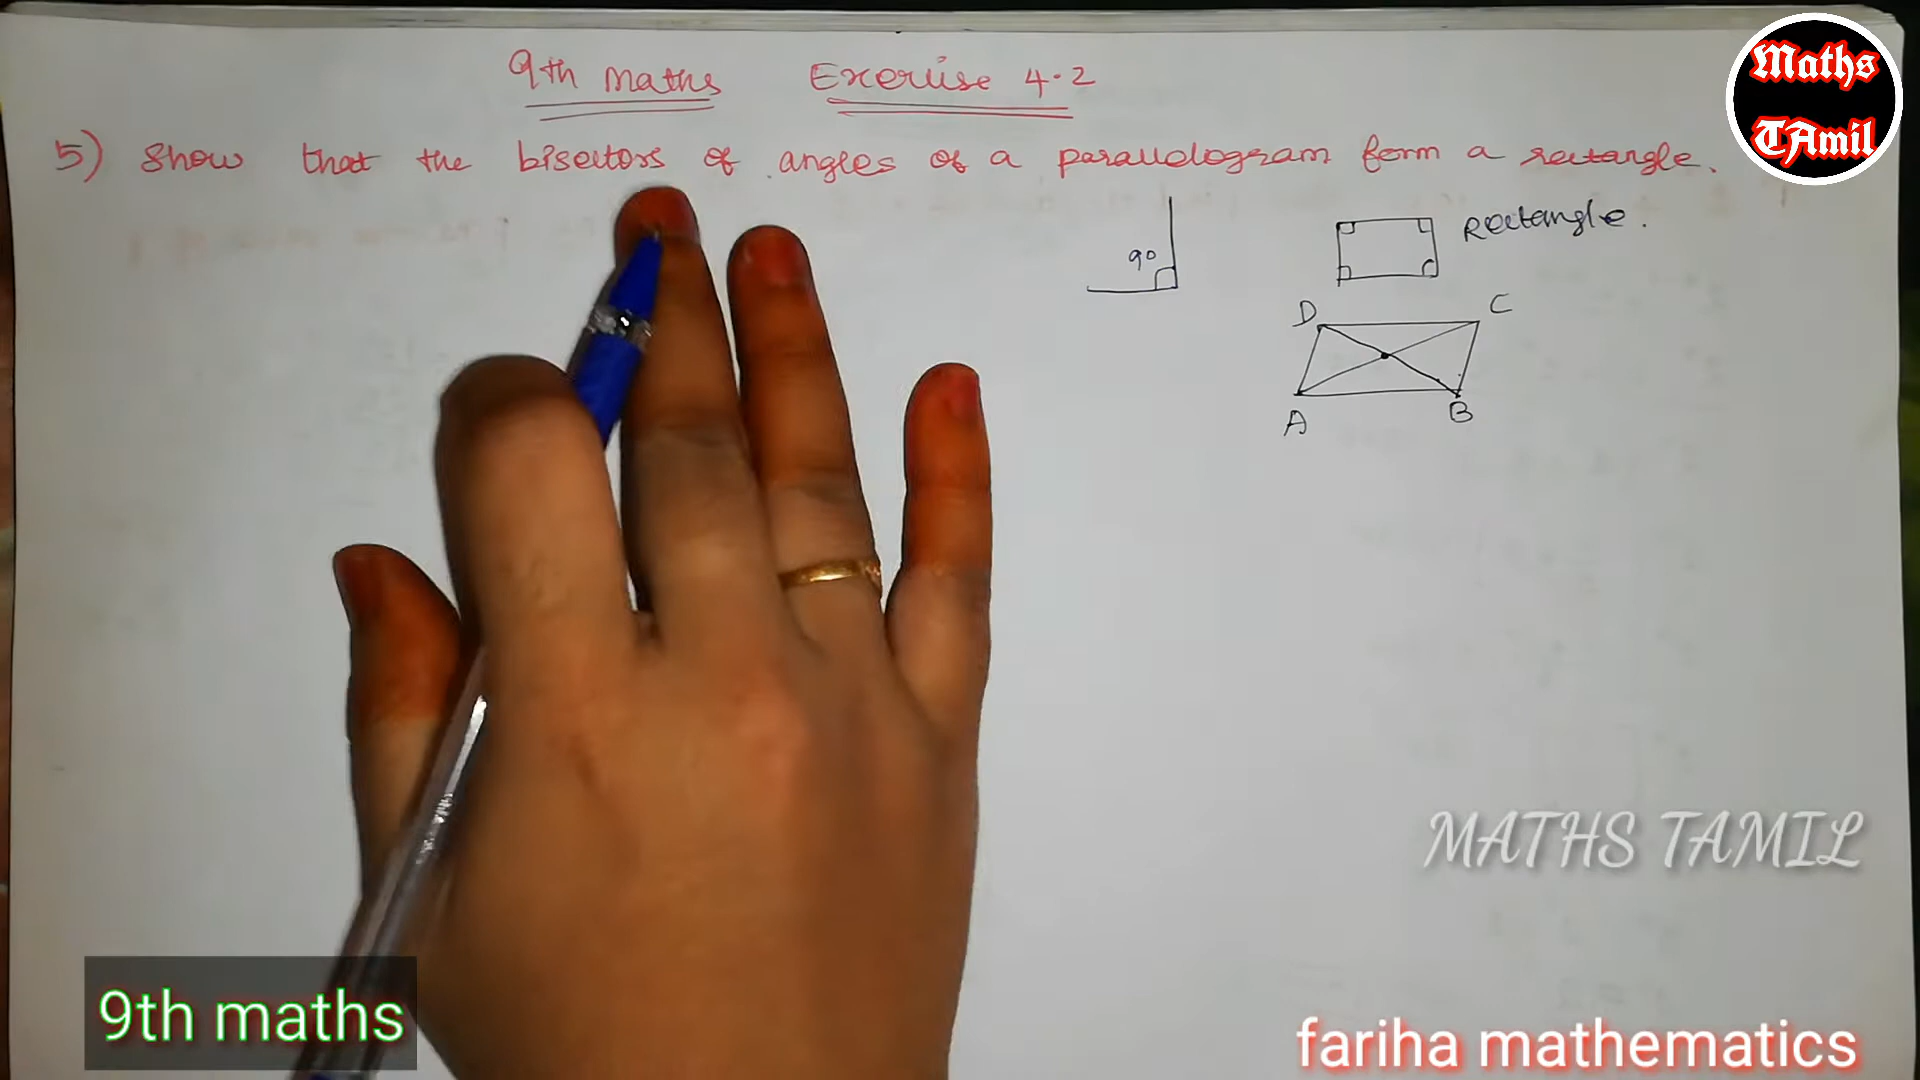 9th Maths Exercise 4.2
5) Show that the bisectors of angles of a parallelogram form a rectangle.
90
Rectangle.
D C
A B
Maths
TAmil
MATHS TAMIL
9th maths
fariha mathematics